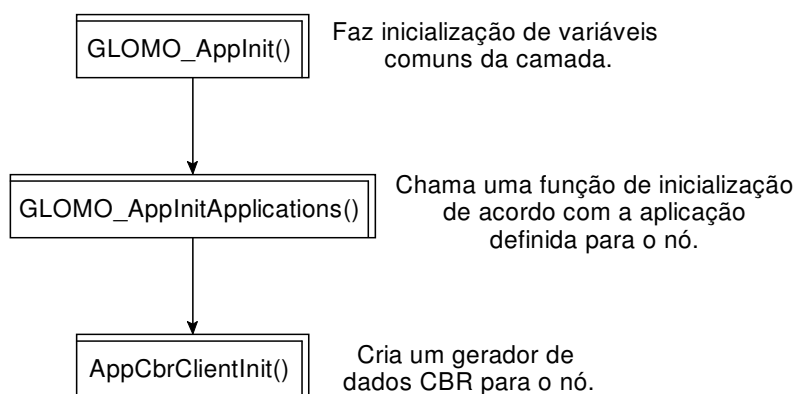 GLOMO_AppInit()
Faz inicialização de variáveis
comuns da camada.
GLOMO_AppInitApplications()
Chama uma função de inicialização
de acordo com a aplicação
definida para o nó.
AppCbrClientInit()
Cria um gerador de
dados CBR para o nó.